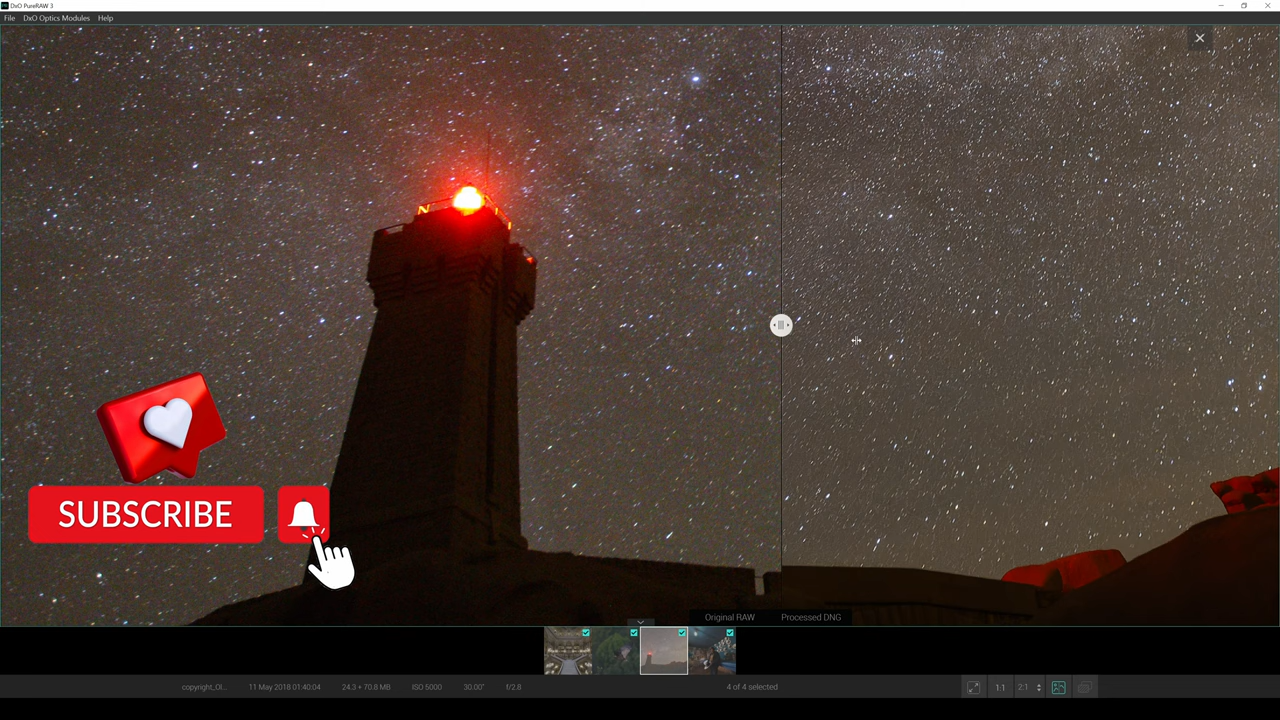 DxO PureRAW 3
File DxO Optics Modules Help
SUBSCRIBE
Original RAW Processed DNG
copyright_Ol... 11 May 2018 01:40:04 24.3 + 70.8 MB ISO 5000 30.00" f/2.8 4 of 4 selected 1:1 2:1